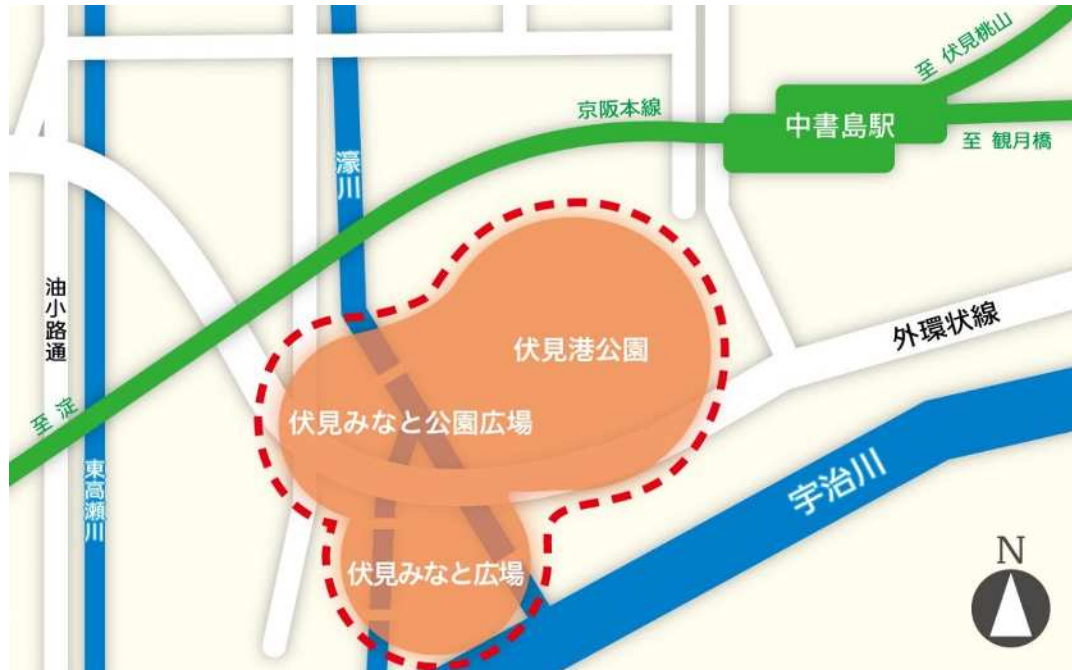 至 伏見桃山
京阪本線
中書島駅
至 観月橋
濠川
油小路通
外環状線
伏見港公園
伏見みなと公園広場
至 淀
東高瀬川
宇治川
伏見みなと広場
N